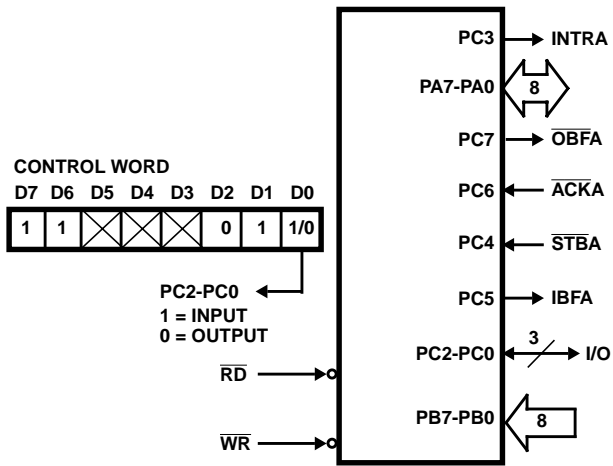 PC3 INTRA
PA7-PA0 8
PC7 OBFA
CONTROL WORD
D7 D6 D5 D4 D3 D2 D1 D0
1 1 0 1 1/0
PC6 ACKA
PC4 STBA
PC2-PC0
1 = INPUT
0 = OUTPUT
PC5 IBFA
PC2-PC0 3 I/O
RD
PB7-PB0 8
WR